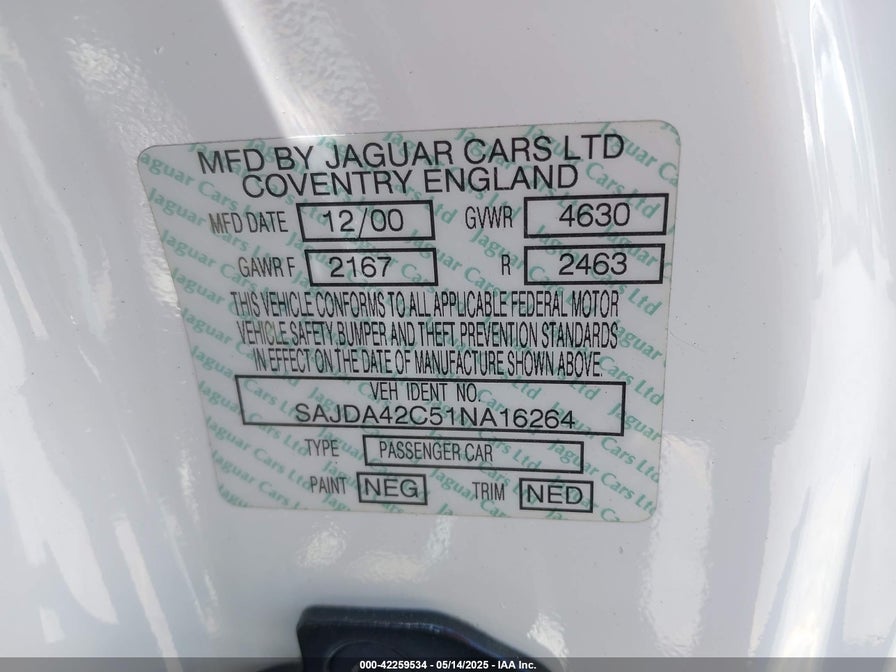 MFD BY JAGUAR CARS LTD
COVENTRY ENGLAND
MFD DATE 12/00 GVWR 4630
GAWR F 2167 R 2463
THIS VEHICLE CONFORMS TO ALL APPLICABLE FEDERAL MOTOR
VEHICLE SAFETY, BUMPER AND THEFT PREVENTION STANDARDS
IN EFFECT ON THE DATE OF MANUFACTURE SHOWN ABOVE.
VEH IDENT NO.
SAJDA42C51NA16264
TYPE PASSENGER CAR
PAINT NEG TRIM NED
000-42259534 - 05/14/2025 - IAA Inc.